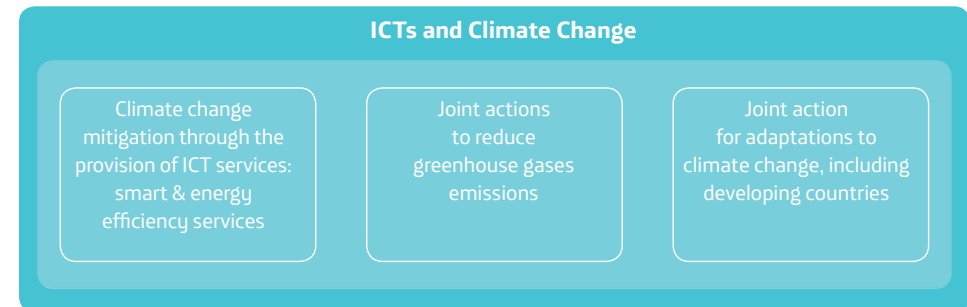 ICTs and Climate Change
Climate change
mitigation through the
provision of ICT services:
smart & energy
efficiency services
Joint actions
to reduce
greenhouse gases
emissions
Joint action
for adaptations to
climate change, including
developing countries